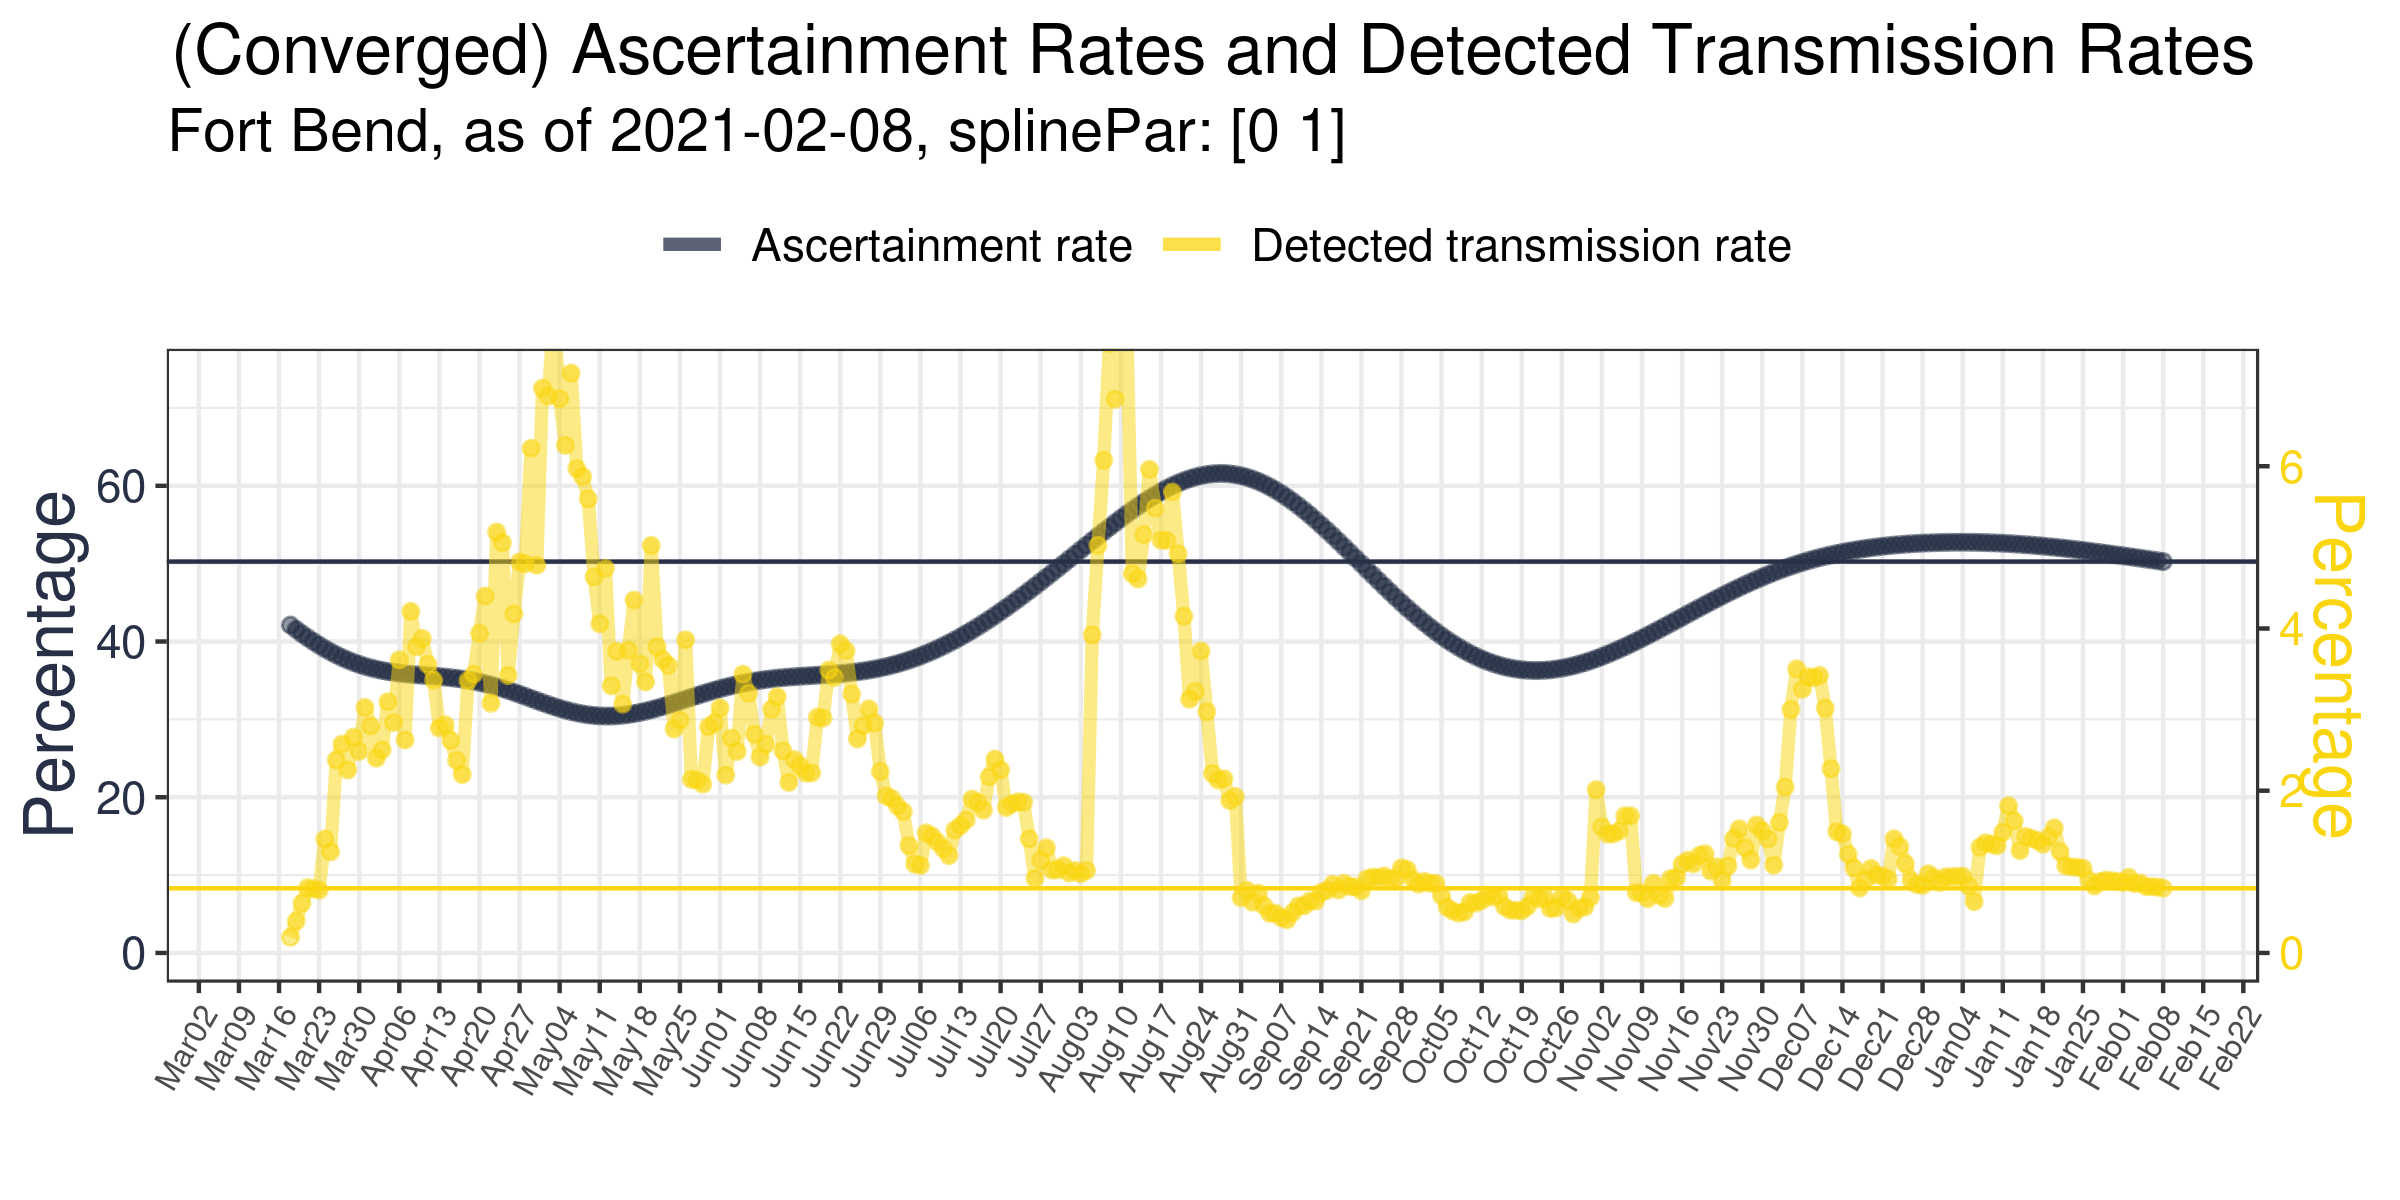 (Converged) Ascertainment Rates and Detected Transmission Rates
Fort Bend, as of 2021-02-08, splinePar: [0 1]
Ascertainment rate
Detected transmission rate
Percentage
60
40
20
0
6
4
2
0
Percentage
Mar02
Mar09
Mar16
Mar23
Mar30
Apr06
Apr13
Apr20
Apr27
May04
May11
May18
May25
Jun01
Jun08
Jun15
Jun22
Jun29
Jul06
Jul13
Jul20
Jul27
Aug03
Aug10
Aug17
Aug24
Aug31
Sep07
Sep14
Sep21
Sep28
Oct05
Oct12
Oct19
Oct26
Nov02
Nov09
Nov16
Nov23
Nov30
Dec07
Dec14
Dec21
Dec28
Jan04
Jan11
Jan18
Jan25
Feb01
Feb08
Feb15
Feb22